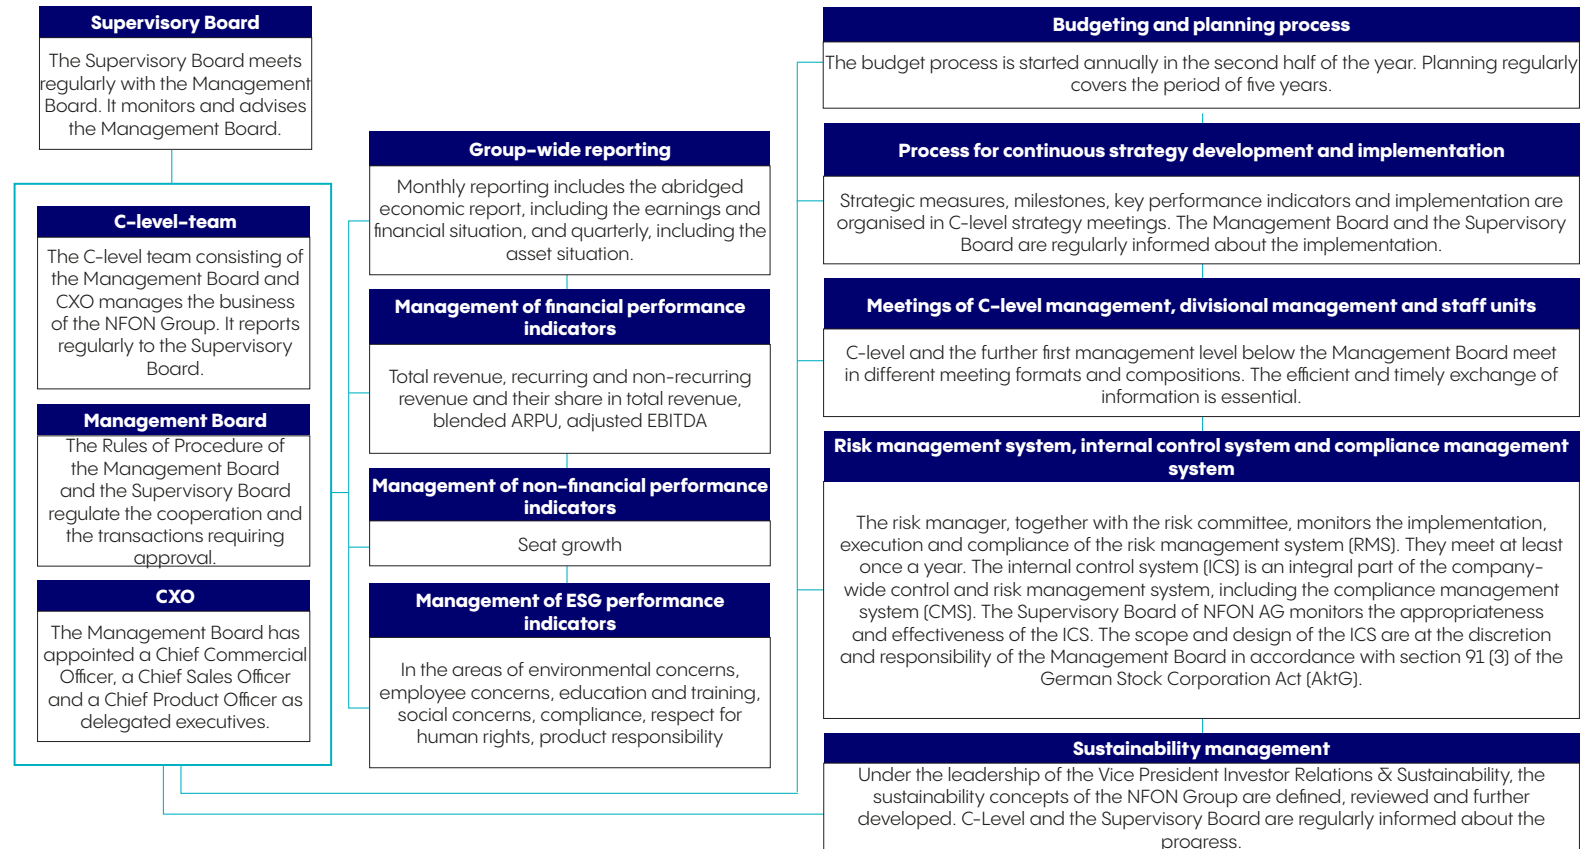 Supervisory Board
The Supervisory Board meets
regularly with the Management
Board. It monitors and advises
the Management Board.
C-level-team
The C-level team consisting of
the Management Board and
CXO manages the business
of the NFON Group. It reports
regularly to the Supervisory
Board.
Management Board
The Rules of Procedure of
the Management Board
and the Supervisory Board
regulate the cooperation and
the transactions requiring
approval.
CXO
The Management Board has
appointed a Chief Commercial
Officer, a Chief Sales Officer
and a Chief Product Officer as
delegated executives.
Group-wide reporting
Monthly reporting includes the abridged
economic report, including the earnings and
financial situation, and quarterly, including the
asset situation.
Management of financial performance
indicators
Total revenue, recurring and non-recurring
revenue and their share in total revenue,
blended ARPU, adjusted EBITDA
Management of non-financial performance
indicators
Seat growth
Management of ESG performance
indicators
In the areas of environmental concerns,
employee concerns, education and training,
social concerns, compliance, respect for
human rights, product responsibility
Budgeting and planning process
The budget process is started annually in the second half of the year. Planning regularly
covers the period of five years.
Process for continuous strategy development and implementation
Strategic measures, milestones, key performance indicators and implementation are
organised in C-level strategy meetings. The Management Board and the Supervisory
Board are regularly informed about the implementation.
Meetings of C-level management, divisional management and staff units
C-level and the further first management level below the Management Board meet
in different meeting formats and compositions. The efficient and timely exchange of
information is essential.
Risk management system, internal control system and compliance management
system
The risk manager, together with the risk committee, monitors the implementation,
execution and compliance of the risk management system (RMS). They meet at least
once a year. The internal control system (ICS) is an integral part of the company-
wide control and risk management system, including the compliance management
system (CMS). The Supervisory Board of NFON AG monitors the appropriateness
and effectiveness of the ICS. The scope and design of the ICS are at the discretion
and responsibility of the Management Board in accordance with section 91 (3) of the
German Stock Corporation Act (AktG).
Sustainability management
Under the leadership of the Vice President Investor Relations & Sustainability, the
sustainability concepts of the NFON Group are defined, reviewed and further
developed. C-Level and the Supervisory Board are regularly informed about the
progress.